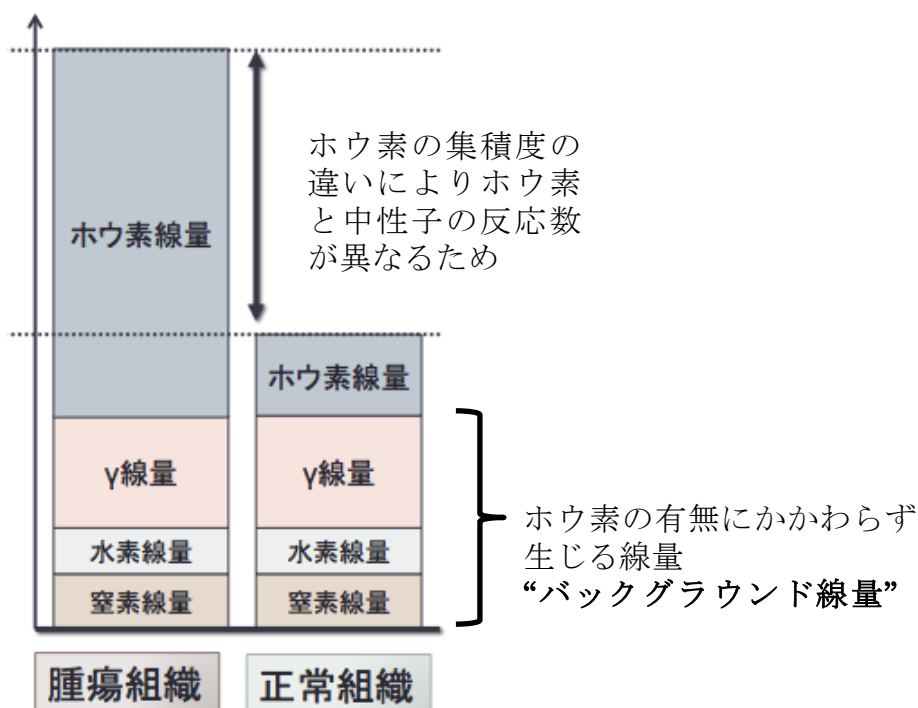 ホウ素の集積度の
違いによりホウ素
と中性子の反応数
が異なるため
ホウ素線量
γ線量
水素線量
窒素線量
ホウ素線量
γ線量
水素線量
窒素線量
ホウ素の有無にかかわらず
生じる線量
“バックグラウンド線量”
腫瘍組織
正常組織